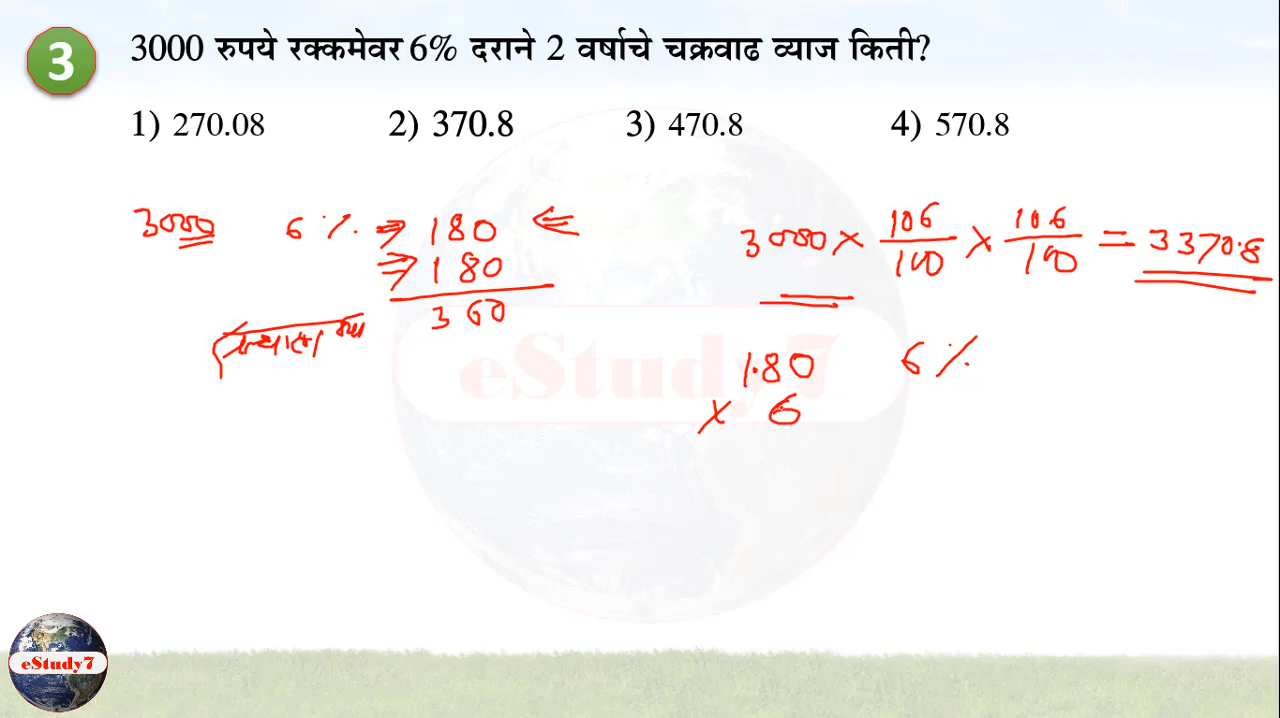 3
3000 रुपये रक्कमेवर 6% दराने 2 वर्षाचे चक्रवाढ व्याज किती?
1) 270.08 2) 370.8 3) 470.8 4) 570.8
3000 6% ⇒ 180 ⇐
⇒ 180
360
3000 × 106/100 × 106/100 = 3370.8
1.80 6%
× 6
eStudy7
eStudy7